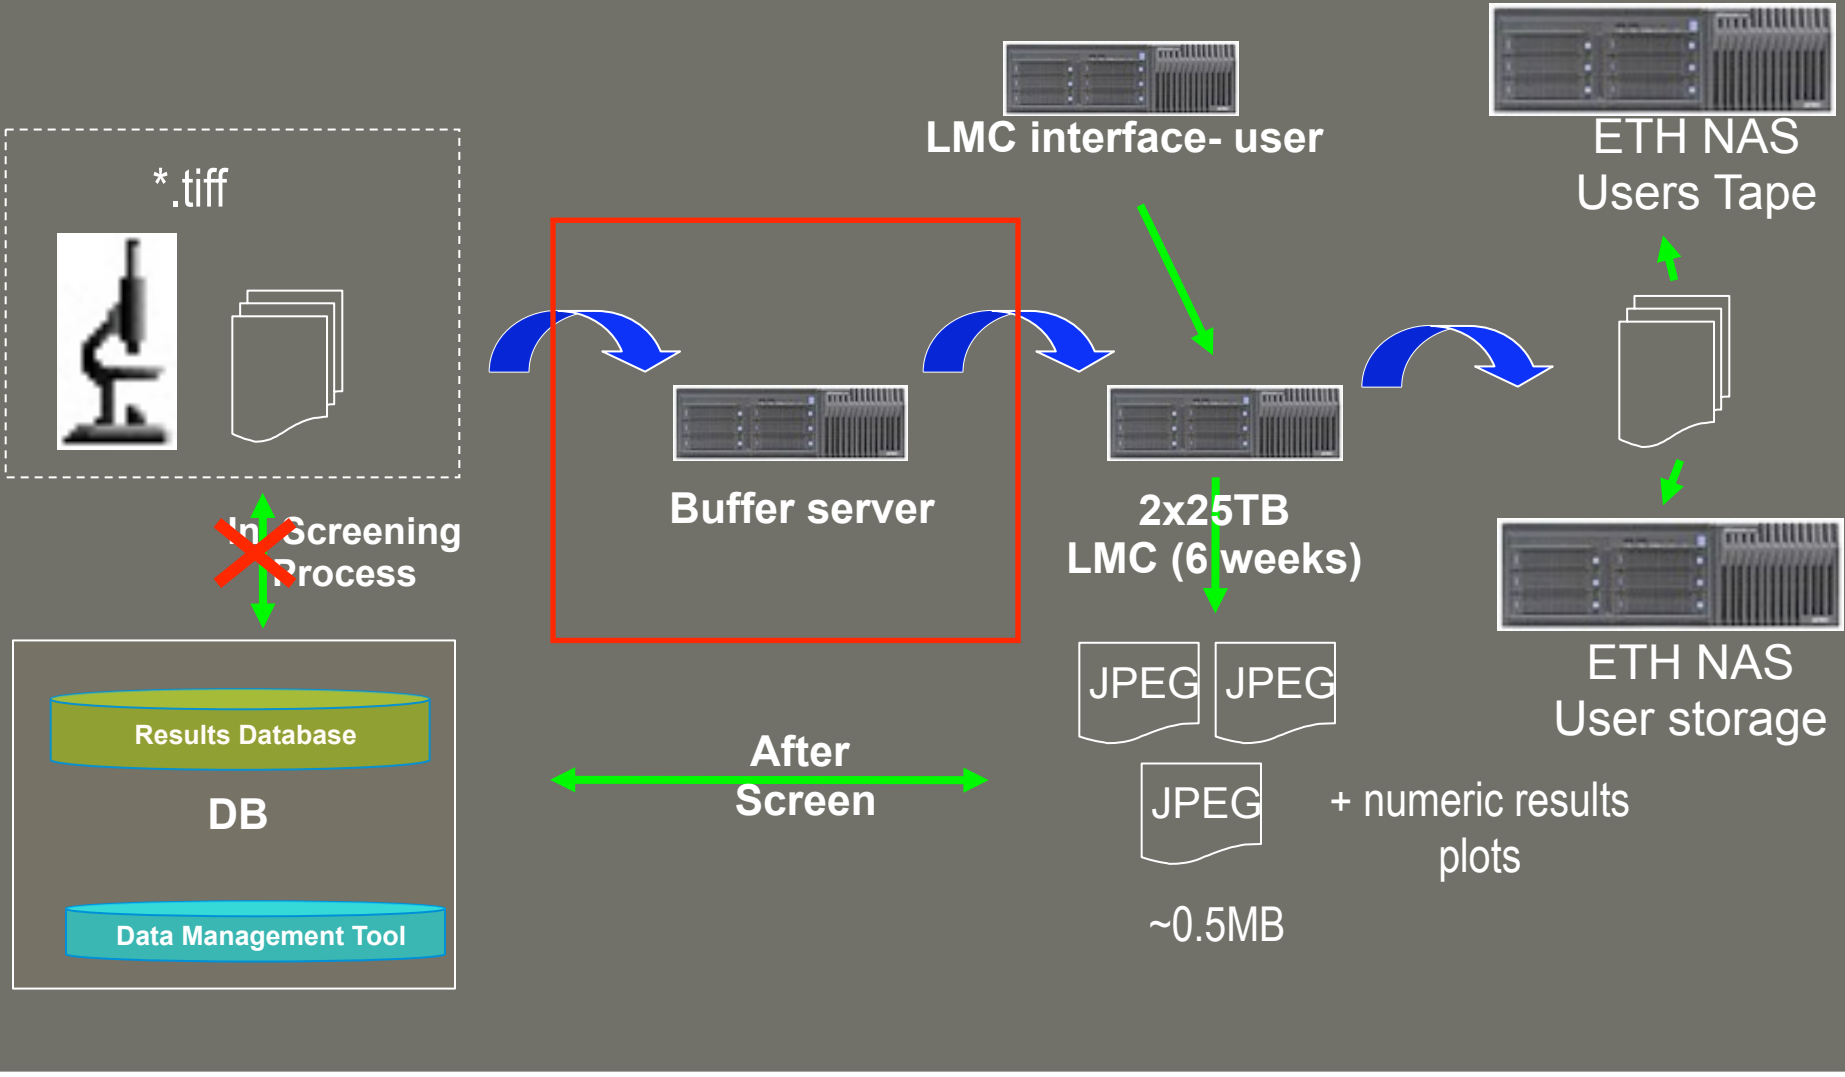 LMC interface- user
ETH NAS
Users Tape
*.tiff
Buffer server
2x25TB
LMC (6 weeks)
In Screening
Process
ETH NAS
User storage
JPEG
JPEG
JPEG
+ numeric results
plots
~0.5MB
After
Screen
Results Database
DB
Data Management Tool